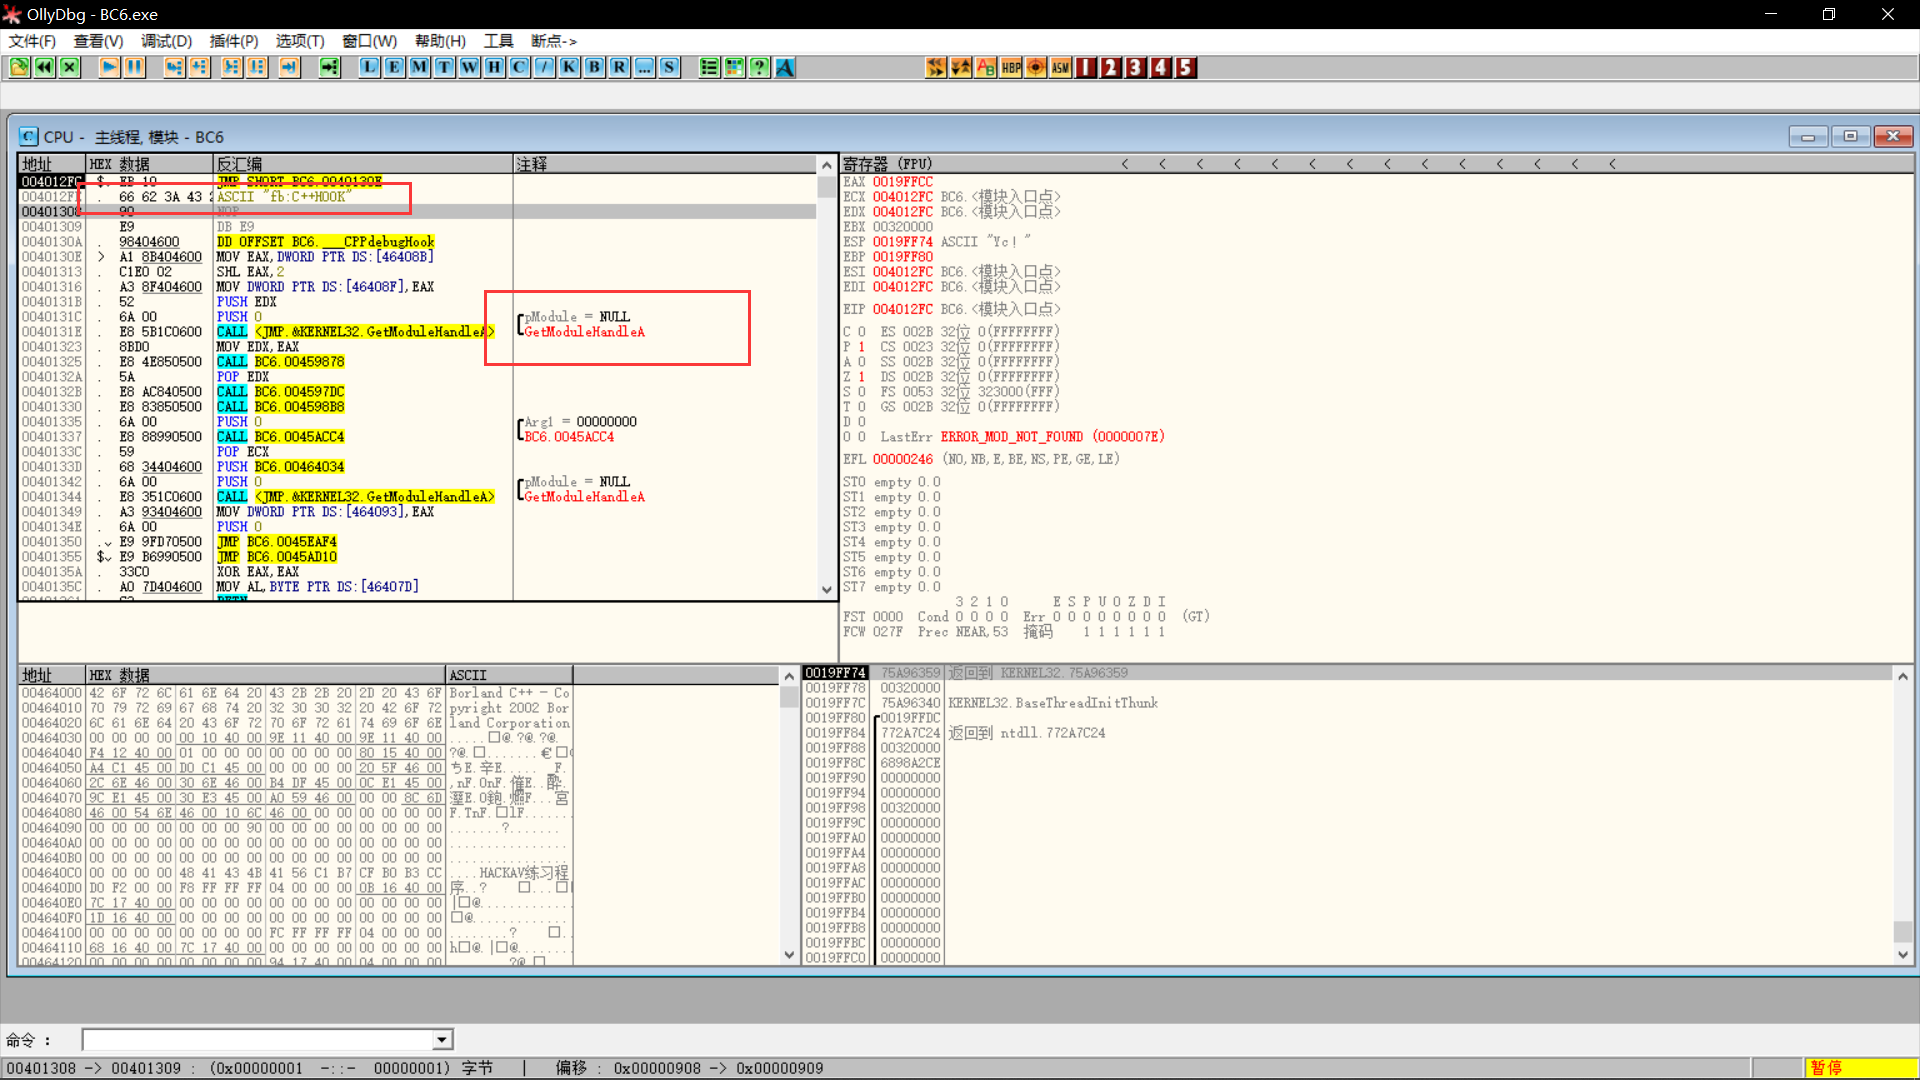 OllyDbg - BC6.exe
文件(F) 查看(V) 调试(D) 插件(P) 选项(T) 窗口(W) 帮助(H) 工具 断点->
L E M T W H C / K B R ... S ? A HBP ASM 1 2 3 4 5
C CPU - 主线程, 模块 - BC6
地址 HEX 数据 反汇编 注释
004012FC $. EB 10 JMP SHORT BC6.0040130E
004012FE . 66 62 3A 43 ASCII "fb:C++HOOK"
00401308 90 NOP
00401309 E9 DB E9
0040130A . 98404600 DD OFFSET BC6.___CPPdebugHook
0040130E > A1 8B404600 MOV EAX,DWORD PTR DS:[46408B]
00401313 . C1E0 02 SHL EAX,2
00401316 . A3 8F404600 MOV DWORD PTR DS:[46408F],EAX
0040131B . 52 PUSH EDX
0040131C . 6A 00 PUSH 0 pModule = NULL
0040131E . E8 5B1C0600 CALL <JMP.&KERNEL32.GetModuleHandleA> GetModuleHandleA
00401323 . 8BD0 MOV EDX,EAX
00401325 . E8 4E850500 CALL BC6.00459878
0040132A . 5A POP EDX
0040132B . E8 AC840500 CALL BC6.004597DC
00401330 . E8 83850500 CALL BC6.004598B8
00401335 . 6A 00 PUSH 0 Arg1 = 00000000
00401337 . E8 88990500 CALL BC6.0045ACC4 BC6.0045ACC4
0040133C . 59 POP ECX
0040133D . 68 34404600 PUSH BC6.00464034
00401342 . 6A 00 PUSH 0 pModule = NULL
00401344 . E8 351C0600 CALL <JMP.&KERNEL32.GetModuleHandleA> GetModuleHandleA
00401349 . A3 93404600 MOV DWORD PTR DS:[464093],EAX
0040134E . 6A 00 PUSH 0
00401350 . E9 9FD70500 JMP BC6.0045EAF4
00401355 $ E9 B6990500 JMP BC6.0045AD10
0040135A . 33C0 XOR EAX,EAX
0040135C . A0 7D404600 MOV AL,BYTE PTR DS:[46407D]
00401361 . C3 RETN
寄存器 (FPU) < < < < < < < < < < < < < <
EAX 0019FFCC
ECX 004012FC BC6.<模块入口点>
EDX 004012FC BC6.<模块入口点>
EBX 00320000
ESP 0019FF74 ASCII "Yc!"
EBP 0019FF80
ESI 004012FC BC6.<模块入口点>
EDI 004012FC BC6.<模块入口点>
EIP 004012FC BC6.<模块入口点>
C 0 ES 002B 32位 0(FFFFFFFF)
P 1 CS 0023 32位 0(FFFFFFFF)
A 0 SS 002B 32位 0(FFFFFFFF)
Z 1 DS 002B 32位 0(FFFFFFFF)
S 0 FS 0053 32位 323000(FFF)
T 0 GS 002B 32位 0(FFFFFFFF)
D 0
O 0 LastErr ERROR_MOD_NOT_FOUND (0000007E)
EFL 00000246 (NO,NB,E,BE,NS,PE,GE,LE)
ST0 empty 0.0
ST1 empty 0.0
ST2 empty 0.0
ST3 empty 0.0
ST4 empty 0.0
ST5 empty 0.0
ST6 empty 0.0
ST7 empty 0.0
3 2 1 0 E S P U O Z D I
FST 0000 Cond 0 0 0 0 Err 0 0 0 0 0 0 0 0 (GT)
FCW 027F Prec NEAR,53 掩码 1 1 1 1 1 1
地址 HEX 数据 ASCII
00464000 42 6F 72 6C 61 6E 64 20 43 2B 2B 20 2D 20 43 6F Borland C++ - Co
00464010 70 79 72 69 67 68 74 20 32 30 30 32 20 42 6F 72 pyright 2002 Bor
00464020 6C 61 6E 64 20 43 6F 72 70 6F 72 61 74 69 6F 6E land Corporation
00464030 00 00 00 00 00 10 40 00 9E 11 40 00 9E 11 40 00
00464040 F4 12 40 00 01 00 00 00 00 00 00 00 80 15 40 00
00464050 A4 C1 45 00 D0 C1 45 00 00 00 00 00 20 5F 46 00
00464060 2C 6E 46 00 30 6E 46 00 B4 DF 45 00 0C E1 45 00
00464070 9C E1 45 00 30 E3 45 00 A0 59 46 00 00 00 8C 6D
00464080 46 00 54 6E 46 00 10 6C 46 00 00 00 00 00 00 00
00464090 00 00 00 00 00 00 00 90 00 00 00 00 00 00 00 00
004640A0 00 00 00 00 00 00 00 00 00 00 00 00 00 00 00 00
004640B0 00 00 00 00 00 00 00 00 00 00 00 00 00 00 00 00
004640C0 00 00 00 00 48 41 43 4B 41 56 C1 B7 CF B0 B3 CC ....HACKAV练习程
004640D0 D0 F2 00 00 F8 FF FF FF 04 00 00 00 0B 16 40 00
004640E0 7C 17 40 00 00 00 00 00 00 00 00 00 00 00 00 00
004640F0 1D 16 40 00 00 00 00 00 00 00 00 00 00 00 00 00
00464100 00 00 00 00 00 00 00 00 FC FF FF FF 04 00 00 00
00464110 68 16 40 00 7C 17 40 00 00 00 00 00 00 00 00 00
00464120 00 00 00 00 00 00 00 00 94 17 40 00 04 00 00 00
0019FF74 75A96359 返回到 KERNEL32.75A96359
0019FF78 00320000
0019FF7C 75A96340 KERNEL32.BaseThreadInitThunk
0019FF80 0019FFDC
0019FF84 772A7C24 返回到 ntdll.772A7C24
0019FF88 00320000
0019FF8C 6898A2CE
0019FF90 00000000
0019FF94 00000000
0019FF98 00320000
0019FF9C 00000000
0019FFA0 00000000
0019FFA4 00000000
0019FFA8 00000000
0019FFAC 00000000
0019FFB0 00000000
0019FFB4 00000000
0019FFB8 00000000
0019FFBC 00000000
0019FFC0 00000000
命令 :
00401308 -> 00401309 : (0x00000001 -::- 00000001) 字节 | 偏移 : 0x00000908 -> 0x00000909
暂停